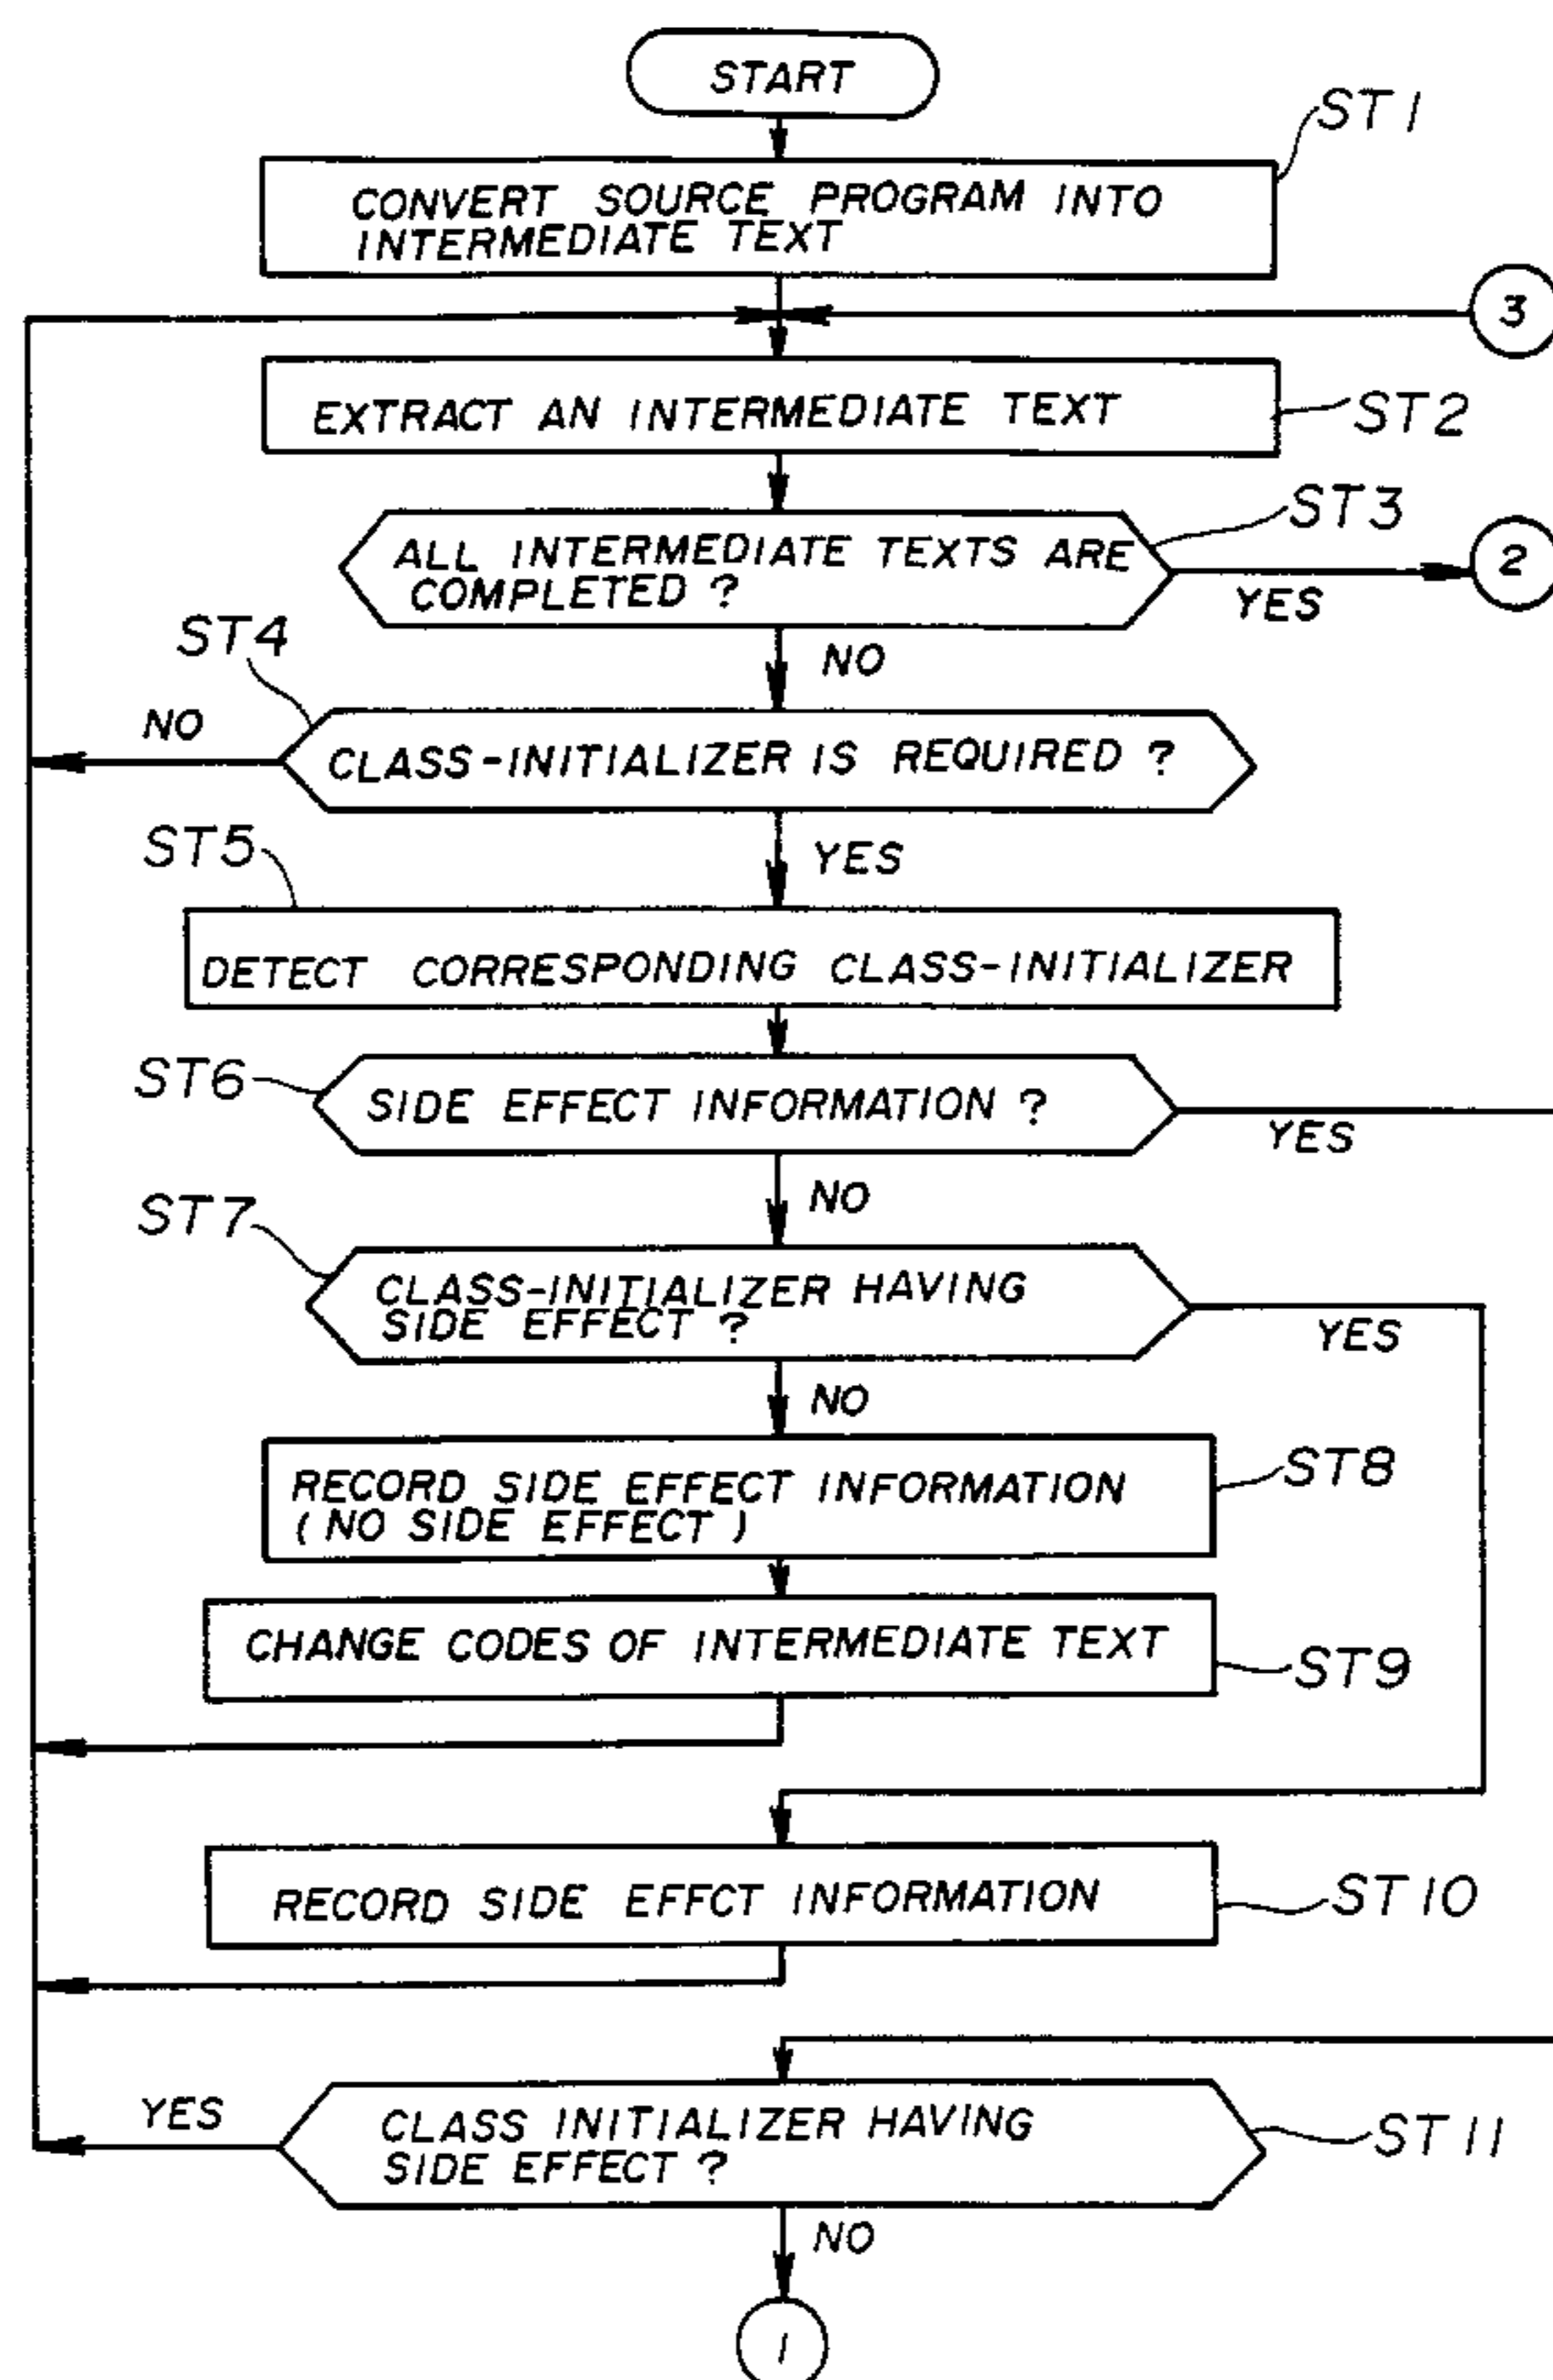 START
ST1
CONVERT SOURCE PROGRAM INTO
INTERMEDIATE TEXT
3
EXTRACT AN INTERMEDIATE TEXT
ST2
ST3
ALL INTERMEDIATE TEXTS ARE
COMPLETED ?
2
YES
ST4
NO
NO
CLASS-INITIALIZER IS REQUIRED ?
ST5
YES
DETECT CORRESPONDING CLASS-INITIALIZER
ST6
SIDE EFFECT INFORMATION ?
YES
NO
ST7
CLASS-INITIALIZER HAVING
SIDE EFFECT ?
YES
NO
RECORD SIDE EFFECT INFORMATION
(NO SIDE EFFECT)
ST8
CHANGE CODES OF INTERMEDIATE TEXT
ST9
RECORD SIDE EFFCT INFORMATION
ST10
YES
CLASS INITIALIZER HAVING
SIDE EFFECT ?
ST11
NO
1